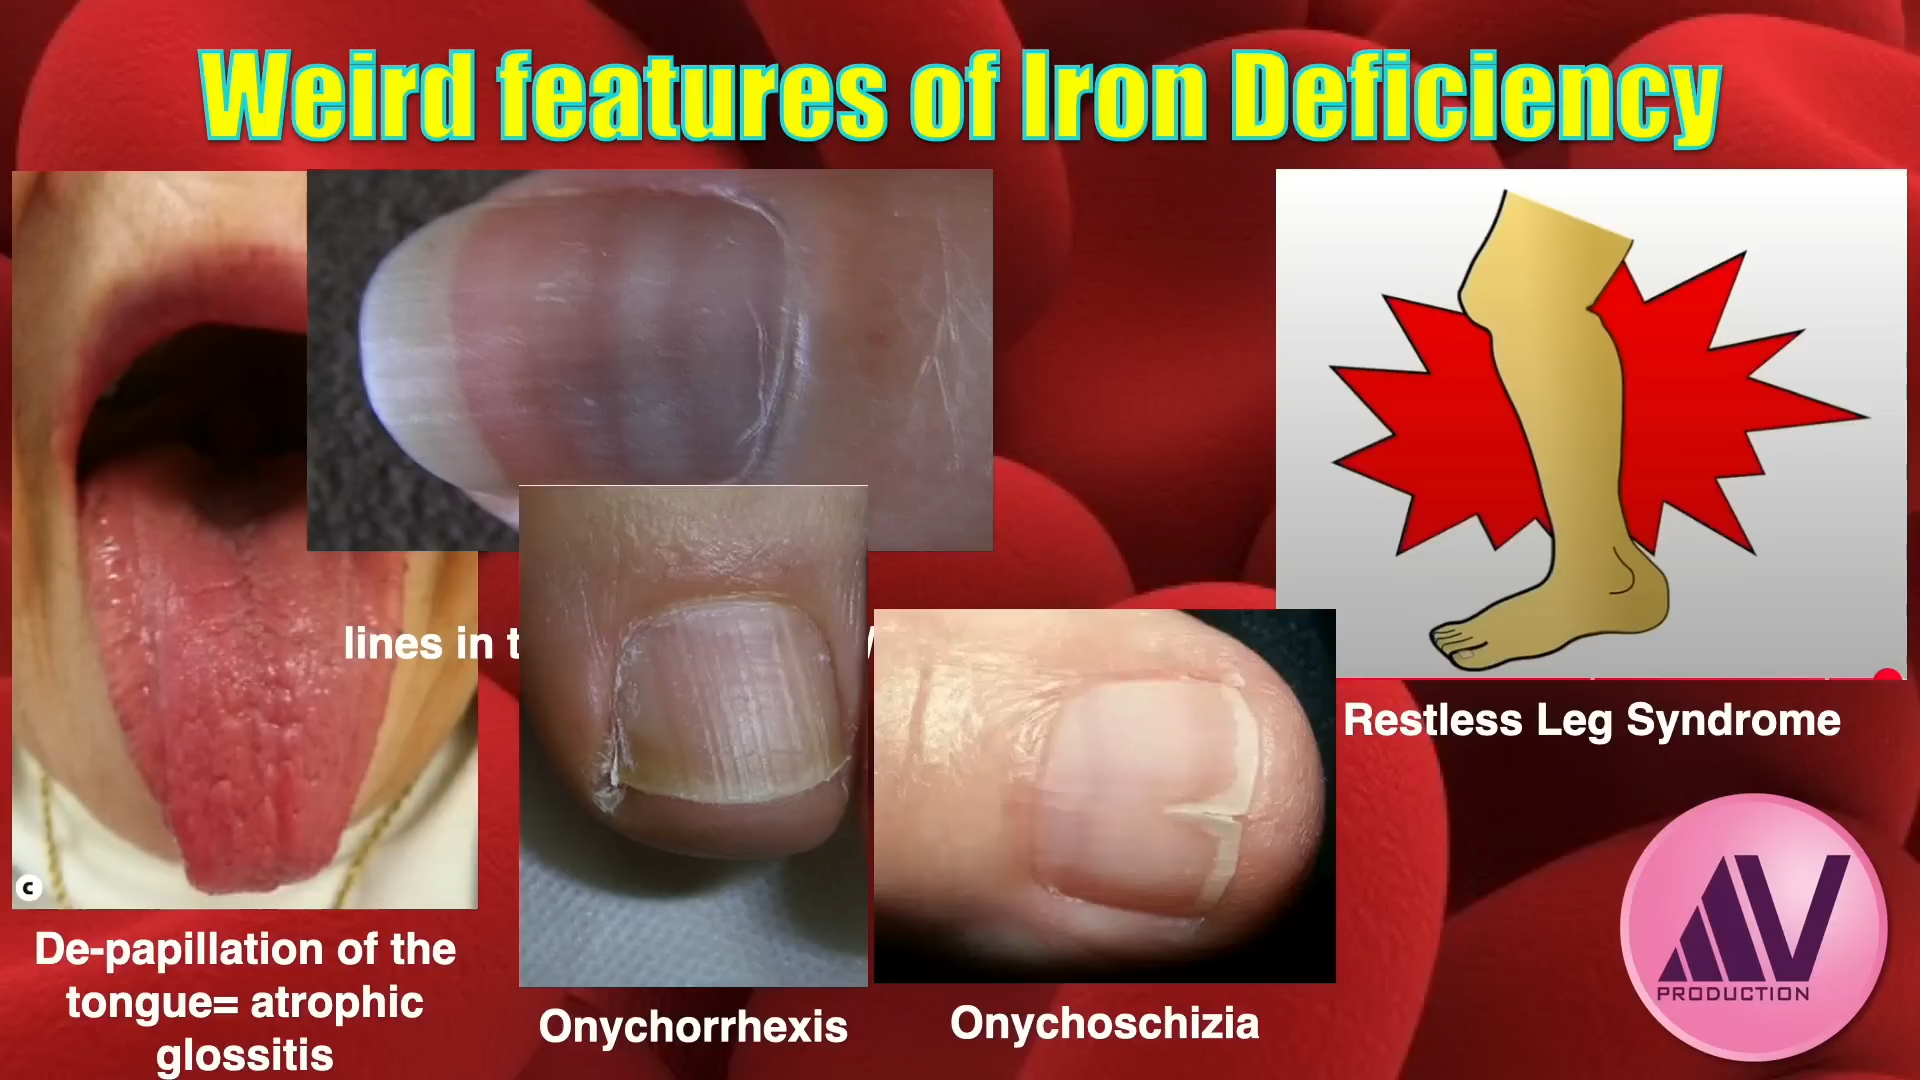 Weird features of Iron Deficiency
lines in
Restless Leg Syndrome
c
De-papillation of the
tongue= atrophic
glossitis
Onychorrhexis
Onychoschizia
AV
PRODUCTION